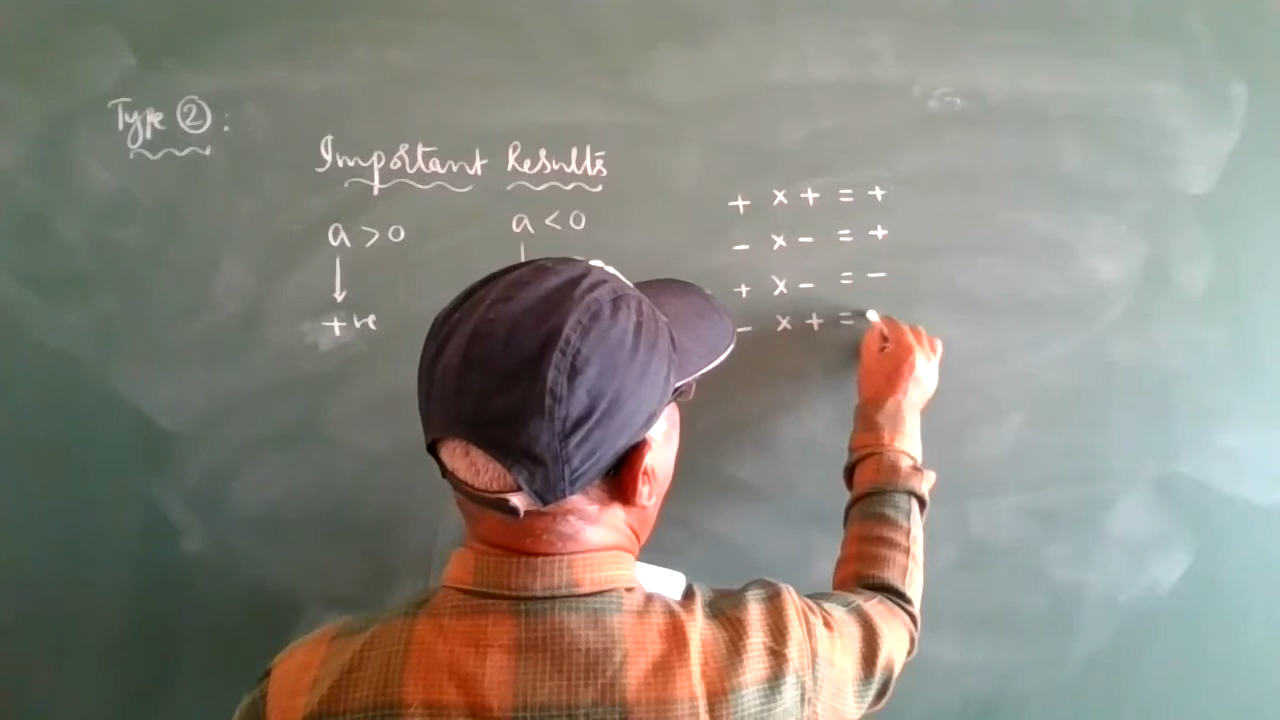 Type ②:
Important Results
a > 0
a < 0
+ve
+ × + = +
- × - = +
+ × - = -
- × + =